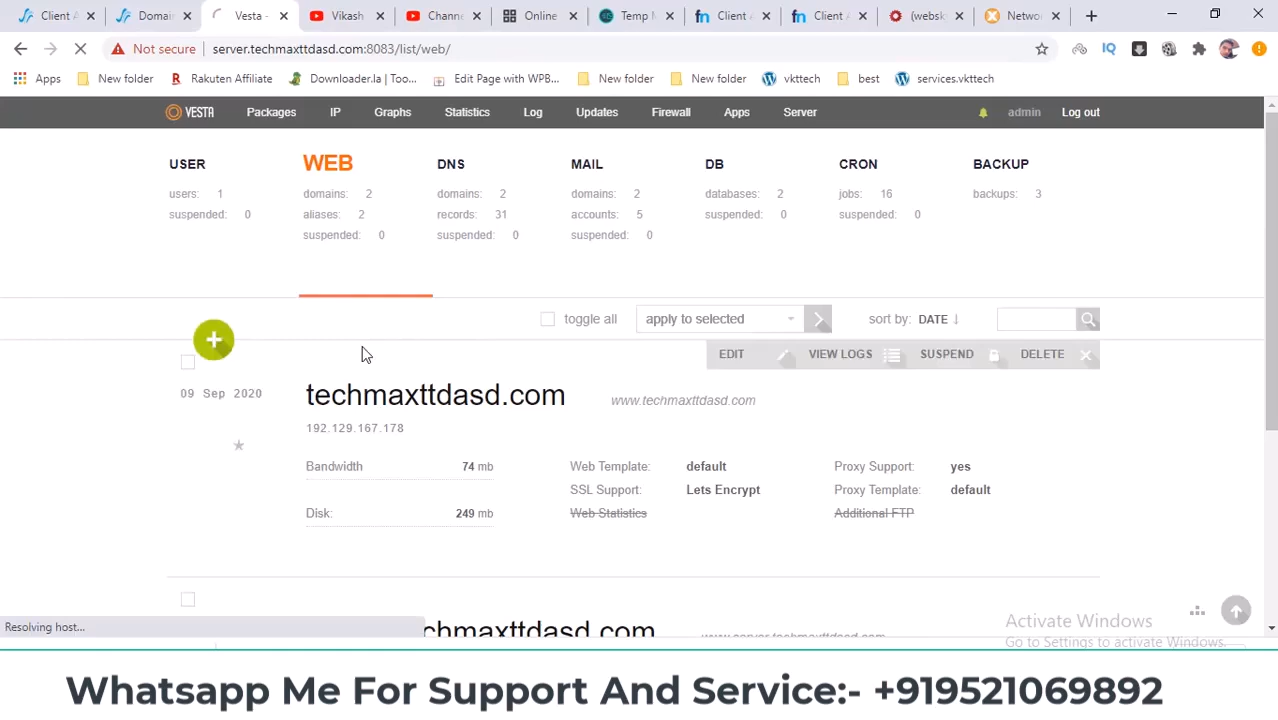 Client A
Domain
Vesta -
Vikash
Chann
Online
Temp M
Client A
Client A
(websk
Netwo
Not secure
server.techmaxttdasd.com:8083/list/web/
IQ
Apps
New folder
Rakuten Affiliate
Downloader.la | Too...
Edit Page with WPB...
New folder
New folder
vkttech
best
services.vkttech
VESTA
Packages
IP
Graphs
Statistics
Log
Updates
Firewall
Apps
Server
admin
Log out
USER
WEB
DNS
MAIL
DB
CRON
BACKUP
users: 1
domains: 2
domains: 2
domains: 2
databases: 2
jobs: 16
backups: 3
suspended: 0
aliases: 2
records: 31
accounts: 5
suspended: 0
suspended: 0
suspended: 0
suspended: 0
suspended: 0
toggle all
apply to selected
sort by: DATE ↓
EDIT
VIEW LOGS
SUSPEND
DELETE
09 Sep 2020
techmaxttdasd.com
www.techmaxttdasd.com
192.129.167.178
Bandwidth 74 mb
Web Template: default
Proxy Support: yes
SSL Support: Lets Encrypt
Proxy Template: default
Disk: 249 mb
Web Statistics
Additional FTP
Resolving host...
chmaxttdasd.com
www.server.techmaxttdasd.com
Activate Windows
Go to Settings to activate Windows.
Whatsapp Me For Support And Service:- +919521069892